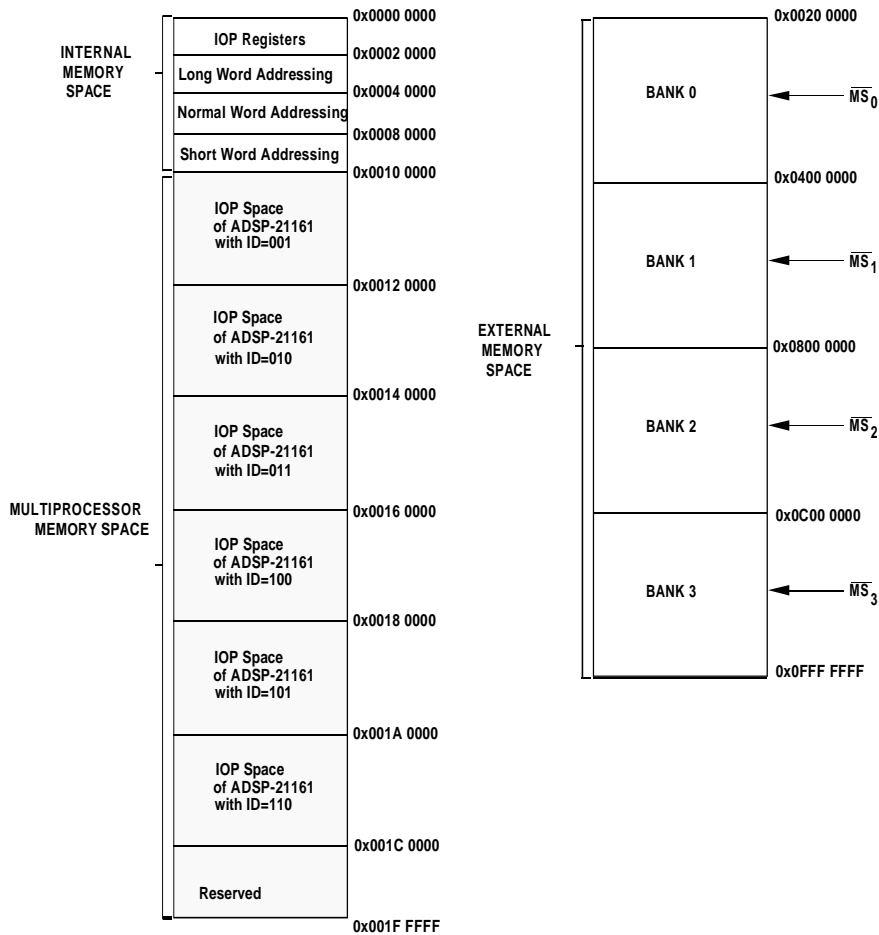 0x0000 0000
IOP Registers
0x0002 0000
INTERNAL
MEMORY
SPACE
Long Word Addressing
0x0004 0000
Normal Word Addressing
0x0008 0000
Short Word Addressing
0x0010 0000
IOP Space
of ADSP-21161
with ID=001
0x0012 0000
IOP Space
of ADSP-21161
with ID=010
0x0014 0000
IOP Space
of ADSP-21161
with ID=011
MULTIPROCESSOR
MEMORY SPACE
0x0016 0000
IOP Space
of ADSP-21161
with ID=100
0x0018 0000
IOP Space
of ADSP-21161
with ID=101
0x001A 0000
IOP Space
of ADSP-21161
with ID=110
0x001C 0000
Reserved
0x001F FFFF
0x0020 0000
BANK 0
MS0
0x0400 0000
BANK 1
MS1
EXTERNAL
MEMORY
SPACE
0x0800 0000
BANK 2
MS2
0x0C00 0000
BANK 3
MS3
0x0FFF FFFF